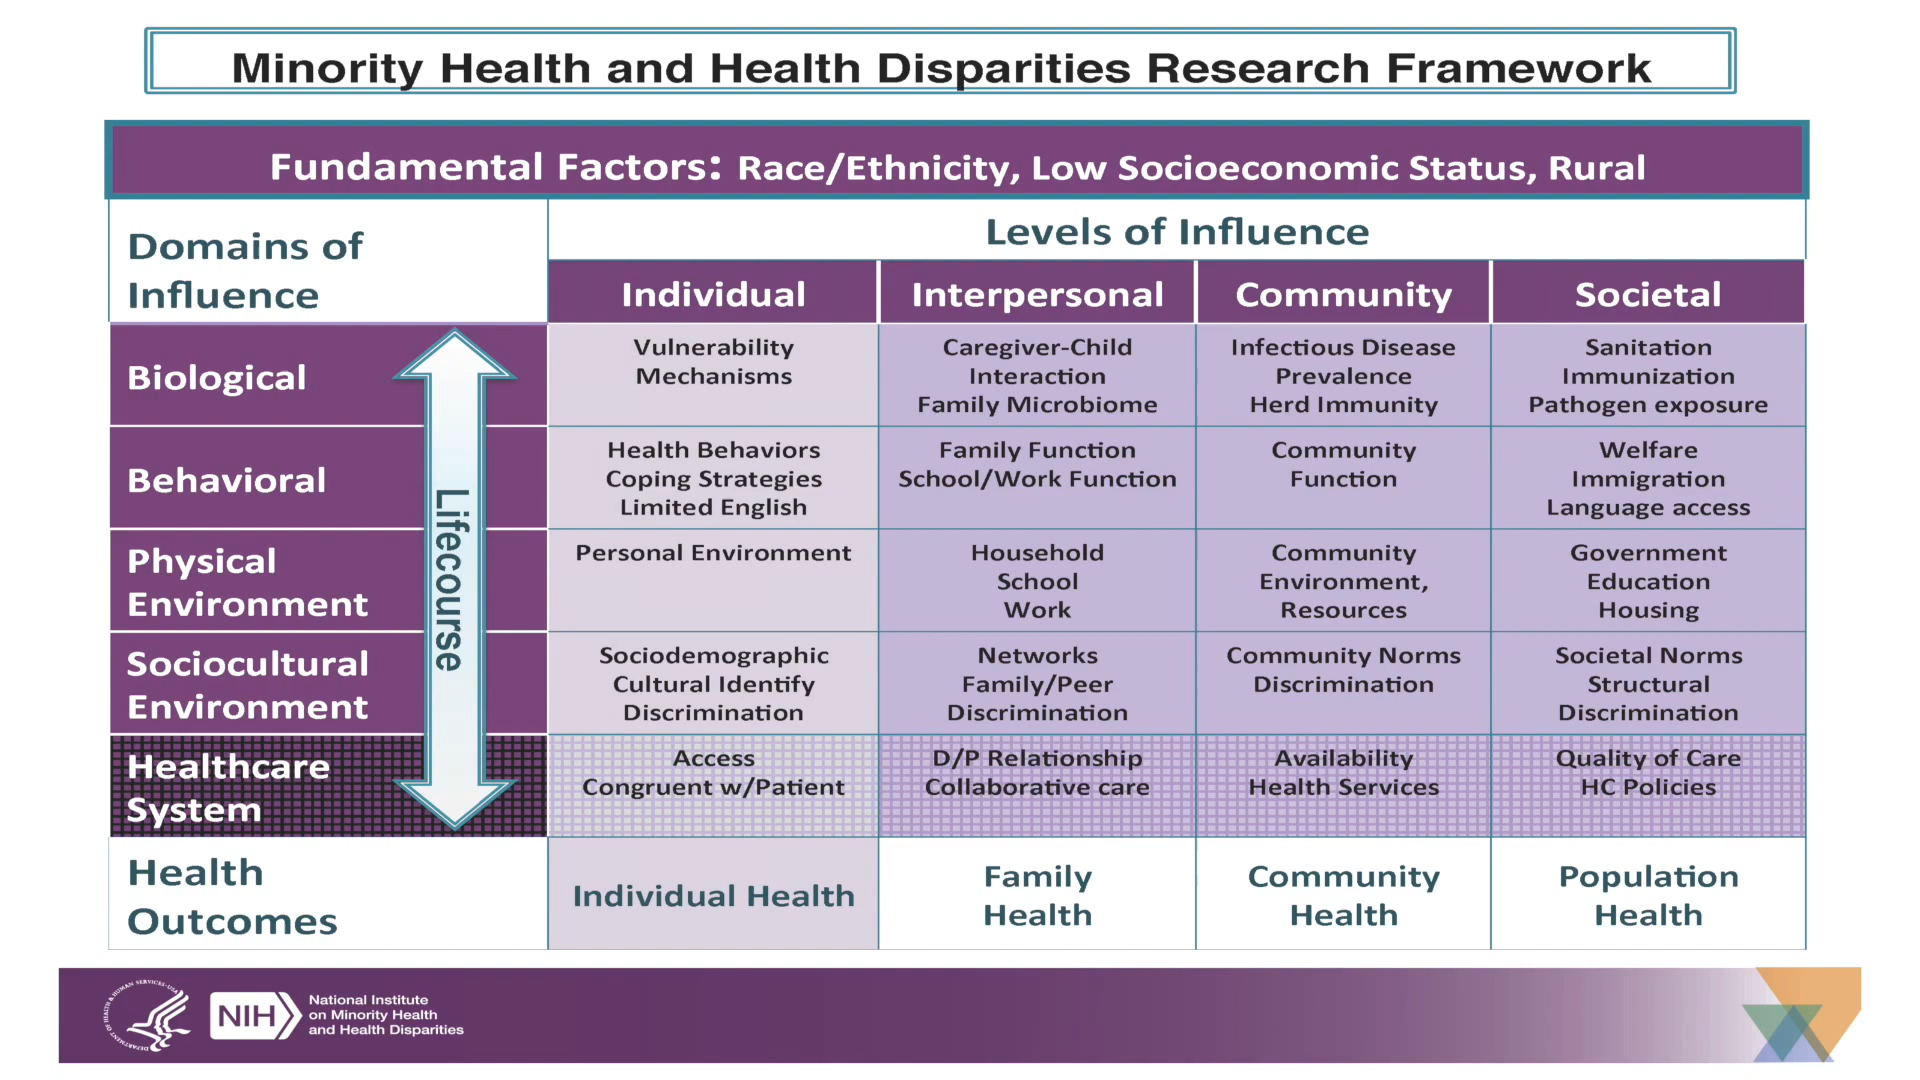 Minority Health and Health Disparities Research Framework
Fundamental Factors: Race/Ethnicity, Low Socioeconomic Status, Rural
Domains of
Influence
Levels of Influence
Individual
Interpersonal
Community
Societal
Lifecourse
Biological
Vulnerability
Mechanisms
Caregiver-Child
Interaction
Family Microbiome
Infectious Disease
Prevalence
Herd Immunity
Sanitation
Immunization
Pathogen exposure
Behavioral
Health Behaviors
Coping Strategies
Limited English
Family Function
School/Work Function
Community
Function
Welfare
Immigration
Language access
Physical
Environment
Personal Environment
Household
School
Work
Community
Environment,
Resources
Government
Education
Housing
Sociocultural
Environment
Sociodemographic
Cultural Identify
Discrimination
Networks
Family/Peer
Discrimination
Community Norms
Discrimination
Societal Norms
Structural
Discrimination
Healthcare
System
Access
Congruent w/Patient
D/P Relationship
Collaborative care
Availability
Health Services
Quality of Care
HC Policies
Health
Outcomes
Individual Health
Family
Health
Community
Health
Population
Health
DEPARTMENT OF HEALTH & HUMAN SERVICES·USA
NIH
National Institute
on Minority Health
and Health Disparities